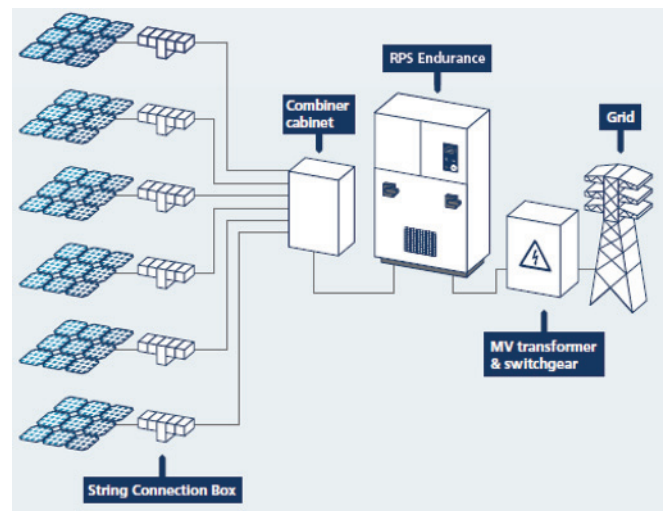 RPS Endurance
Combiner
cabinet
Grid
MV transformer
& switchgear
String Connection Box